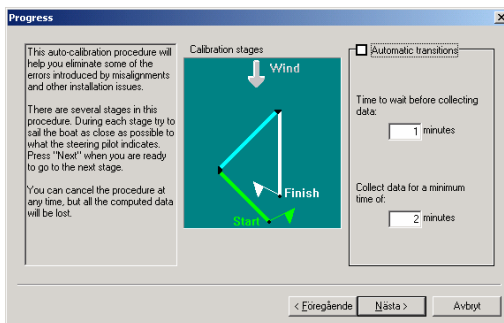 Progress
This auto-calibration procedure will
help you eliminate some of the
errors introduced by misalignments
and other installation issues.
There are several stages in this
procedure. During each stage try to
sail the boat as close as possible to
what the steering pilot indicates.
Press "Next" when you are ready
to go to the next stage.
You can cancel the procedure at
any time, but all the computed data
will be lost.
Calibration stages
Wind
Finish
Start
Automatic transitions
Time to wait before collecting
data:
1 minutes
Collect data for a minimum
time of:
2 minutes
< Föregående
Nästa >
Avbryt